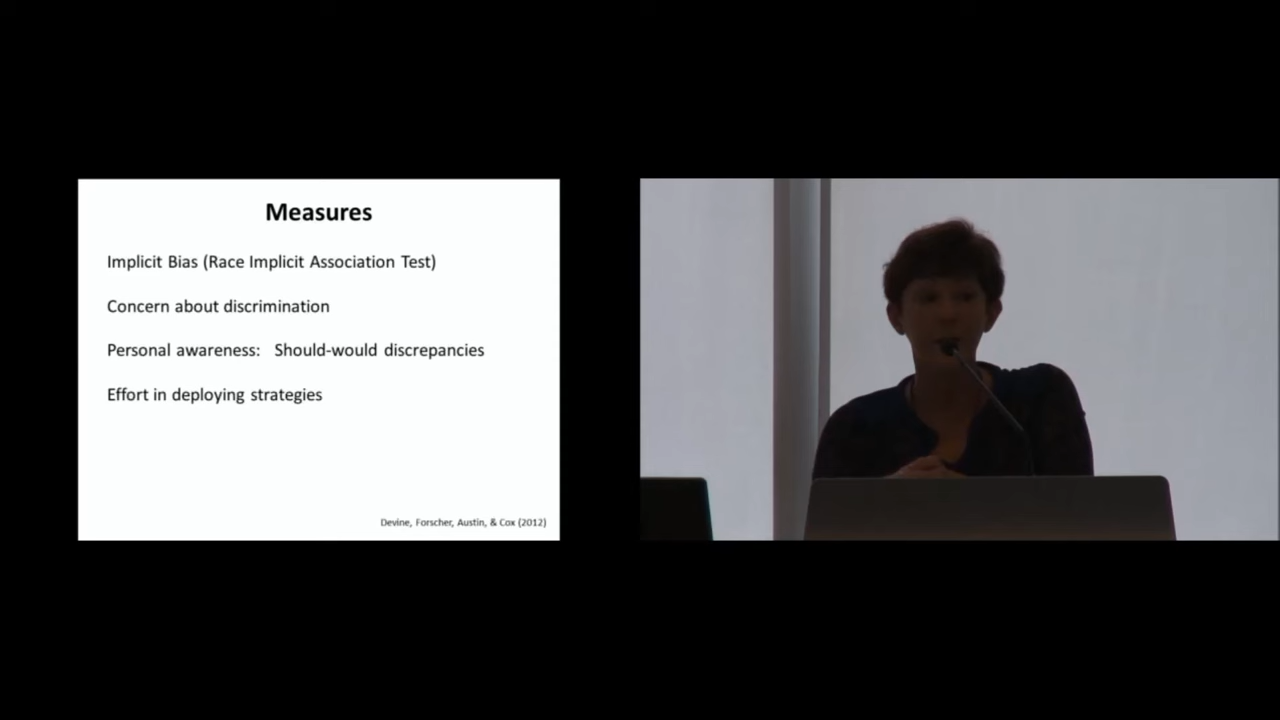 Measures
Implicit Bias (Race Implicit Association Test)
Concern about discrimination
Personal awareness: Should-would discrepancies
Effort in deploying strategies
Devine, Forscher, Austin, & Cox (2012)